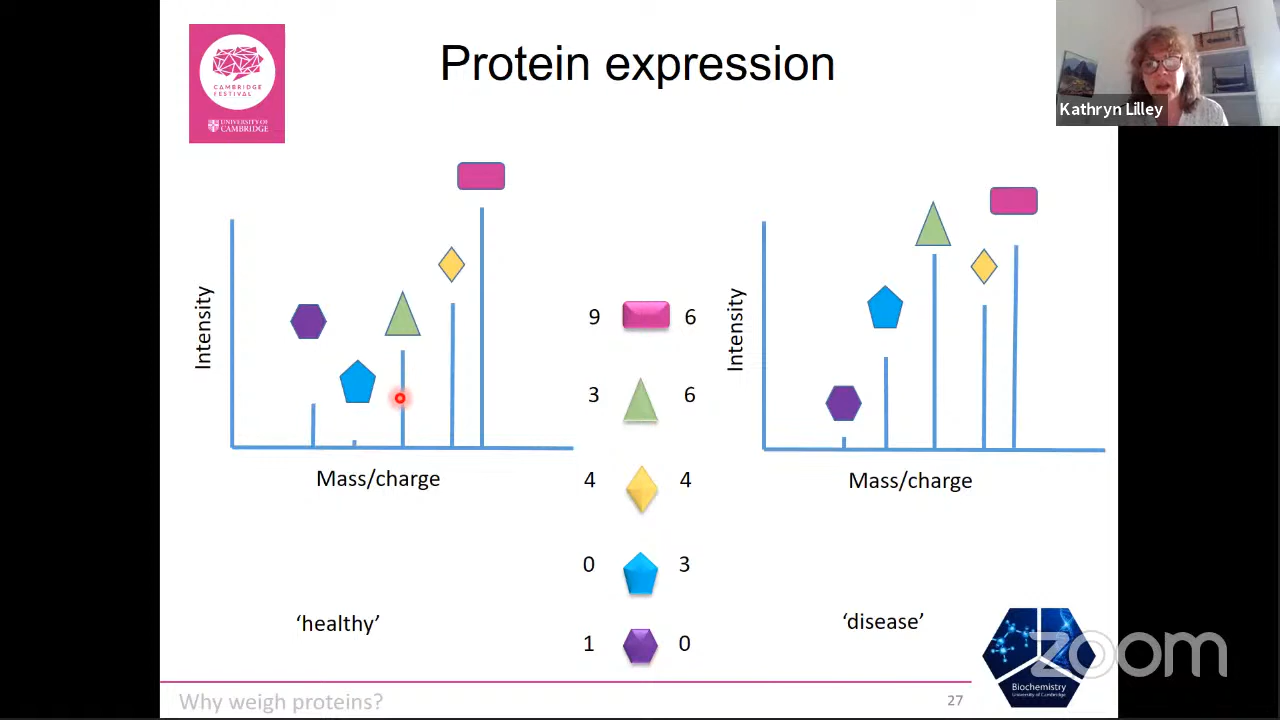 Protein expression
CAMBRIDGE
FESTIVAL
UNIVERSITY OF
CAMBRIDGE
Kathryn Lilley
Intensity
Mass/charge
'healthy'
9 6
3 6
4 4
0 3
1 0
Intensity
Mass/charge
'disease'
Biochemistry
University of Cambridge
zoom
Why weigh proteins?
27